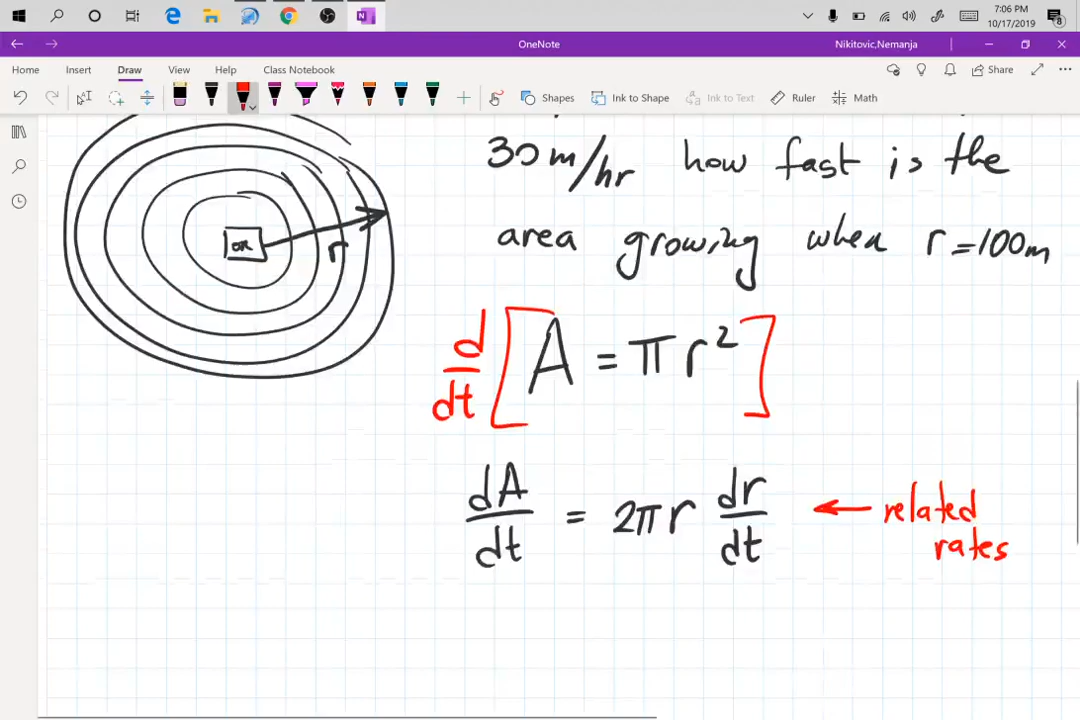 7:06 PM
10/17/2019
8
OneNote
Nikitovic,Nemanja
Home Insert Draw View Help Class Notebook Share
Shapes Ink to Shape Ink to Text Ruler Math
30 m/hr how fast is the
area growing when r = 100m
r
d/dt [ A = πr² ]
dA/dt = 2πr dr/dt ← related
rates